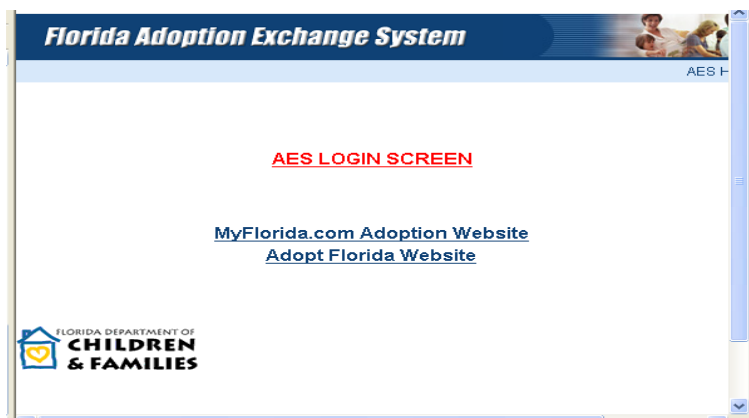 Florida Adoption Exchange System
AES H
AES LOGIN SCREEN
MyFlorida.com Adoption Website
Adopt Florida Website
FLORIDA DEPARTMENT OF
CHILDREN
& FAMILIES